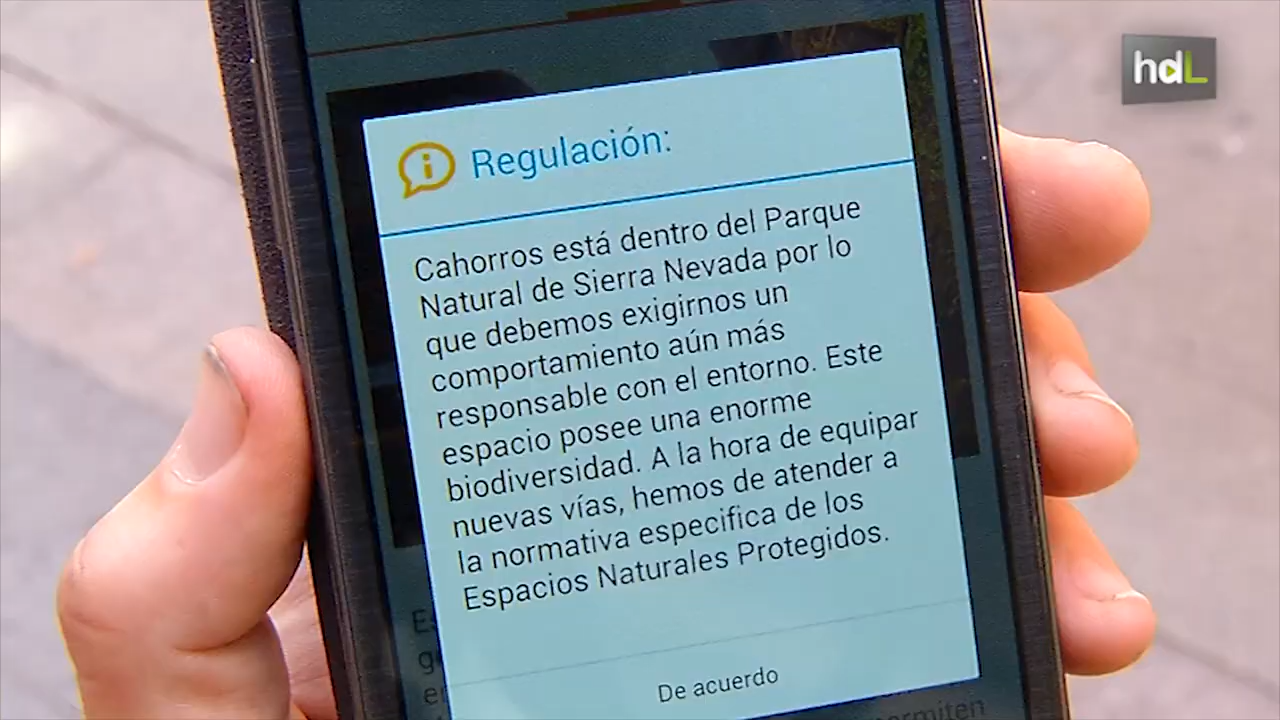 hdL
Regulación:
Cahorros está dentro del Parque
Natural de Sierra Nevada por lo
que debemos exigirnos un
comportamiento aún más
responsable con el entorno. Este
espacio posee una enorme
biodiversidad. A la hora de equipar
nuevas vías, hemos de atender a
la normativa especifica de los
Espacios Naturales Protegidos.
De acuerdo